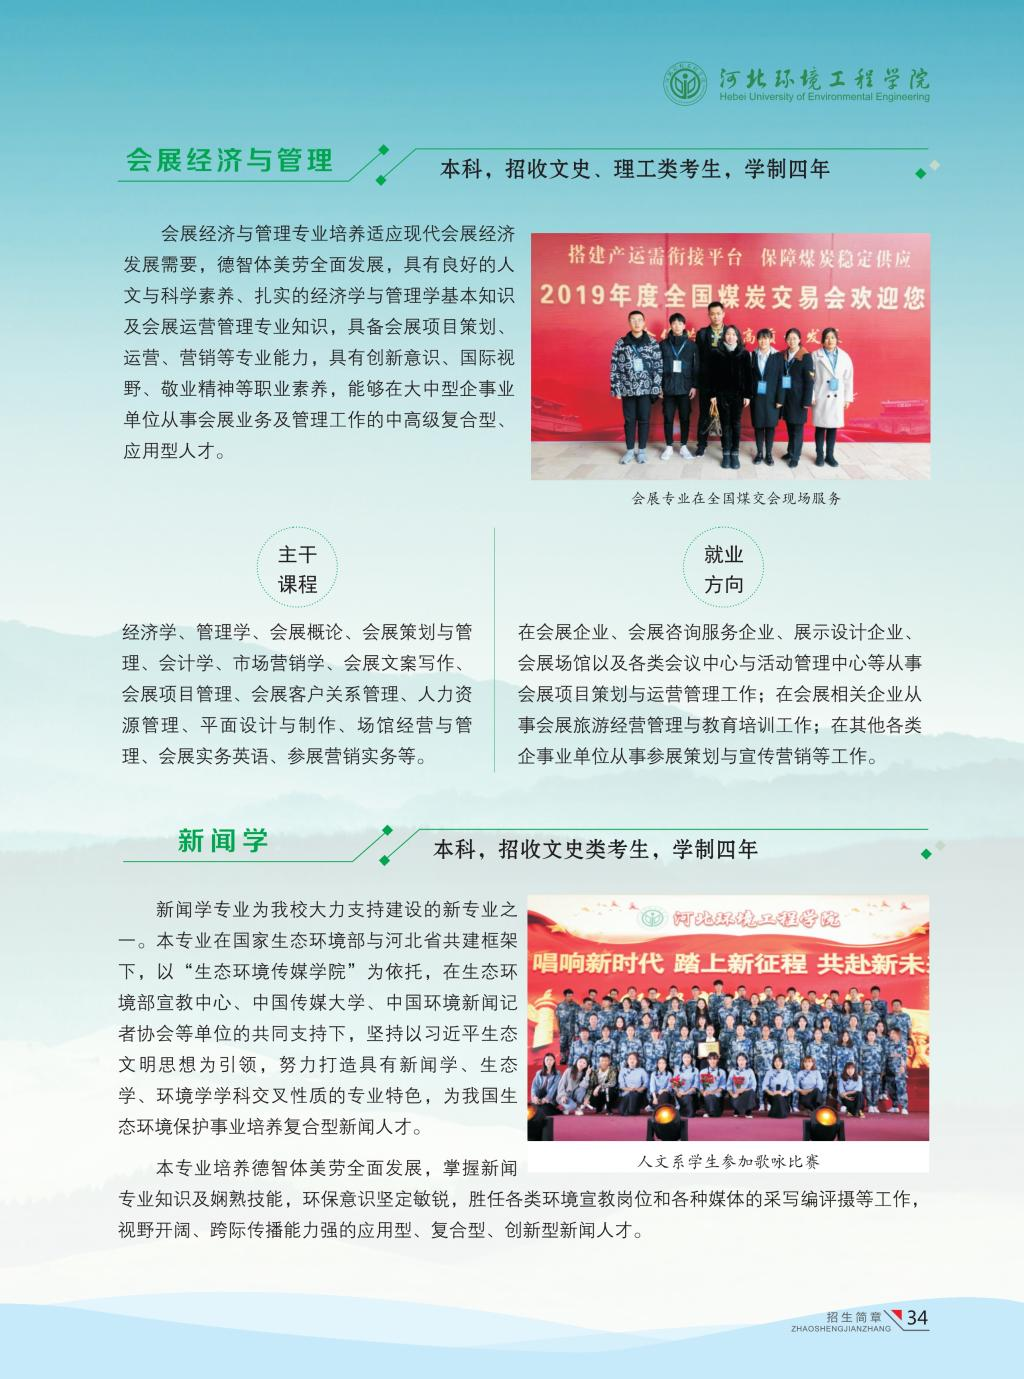 河北环境工程学院
Hebei University of Environmental Engineering
会展经济与管理
本科，招收文史、理工类考生，学制四年
会展经济与管理专业培养适应现代会展经济
发展需要，德智体美劳全面发展，具有良好的人
文与科学素养、扎实的经济学与管理学基本知识
及会展运营管理专业知识，具备会展项目策划、
运营、营销等专业能力，具有创新意识、国际视
野、敬业精神等职业素养，能够在大中型企事业
单位从事会展业务及管理工作的中高级复合型、
应用型人才。
搭建产运需衔接平台 保障煤炭稳定供应
2019年度全国煤炭交易会欢迎您
会展专业在全国煤交会现场服务
主干
课程
经济学、管理学、会展概论、会展策划与管
理、会计学、市场营销学、会展文案写作、
会展项目管理、会展客户关系管理、人力资
源管理、平面设计与制作、场馆经营与管
理、会展实务英语、参展营销实务等。
就业
方向
在会展企业、会展咨询服务企业、展示设计企业、
会展场馆以及各类会议中心与活动管理中心等从事
会展项目策划与运营管理工作；在会展相关企业从
事会展旅游经营管理与教育培训工作；在其他各类
企事业单位从事参展策划与宣传营销等工作。
新闻学
本科，招收文史类考生，学制四年
新闻学专业为我校大力支持建设的新专业之
一。本专业在国家生态环境部与河北省共建框架
下，以“生态环境传媒学院”为依托，在生态环
境部宣教中心、中国传媒大学、中国环境新闻记
者协会等单位的共同支持下，坚持以习近平生态
文明思想为引领，努力打造具有新闻学、生态
学、环境学学科交叉性质的专业特色，为我国生
态环境保护事业培养复合型新闻人才。
河北环境工程学院
唱响新时代 踏上新征程 共赴新未来
人文系学生参加歌咏比赛
本专业培养德智体美劳全面发展，掌握新闻
专业知识及娴熟技能，环保意识坚定敏锐，胜任各类环境宣教岗位和各种媒体的采写编评摄等工作，
视野开阔、跨际传播能力强的应用型、复合型、创新型新闻人才。
招生简章
ZHAOSHENGJIANZHANG
34